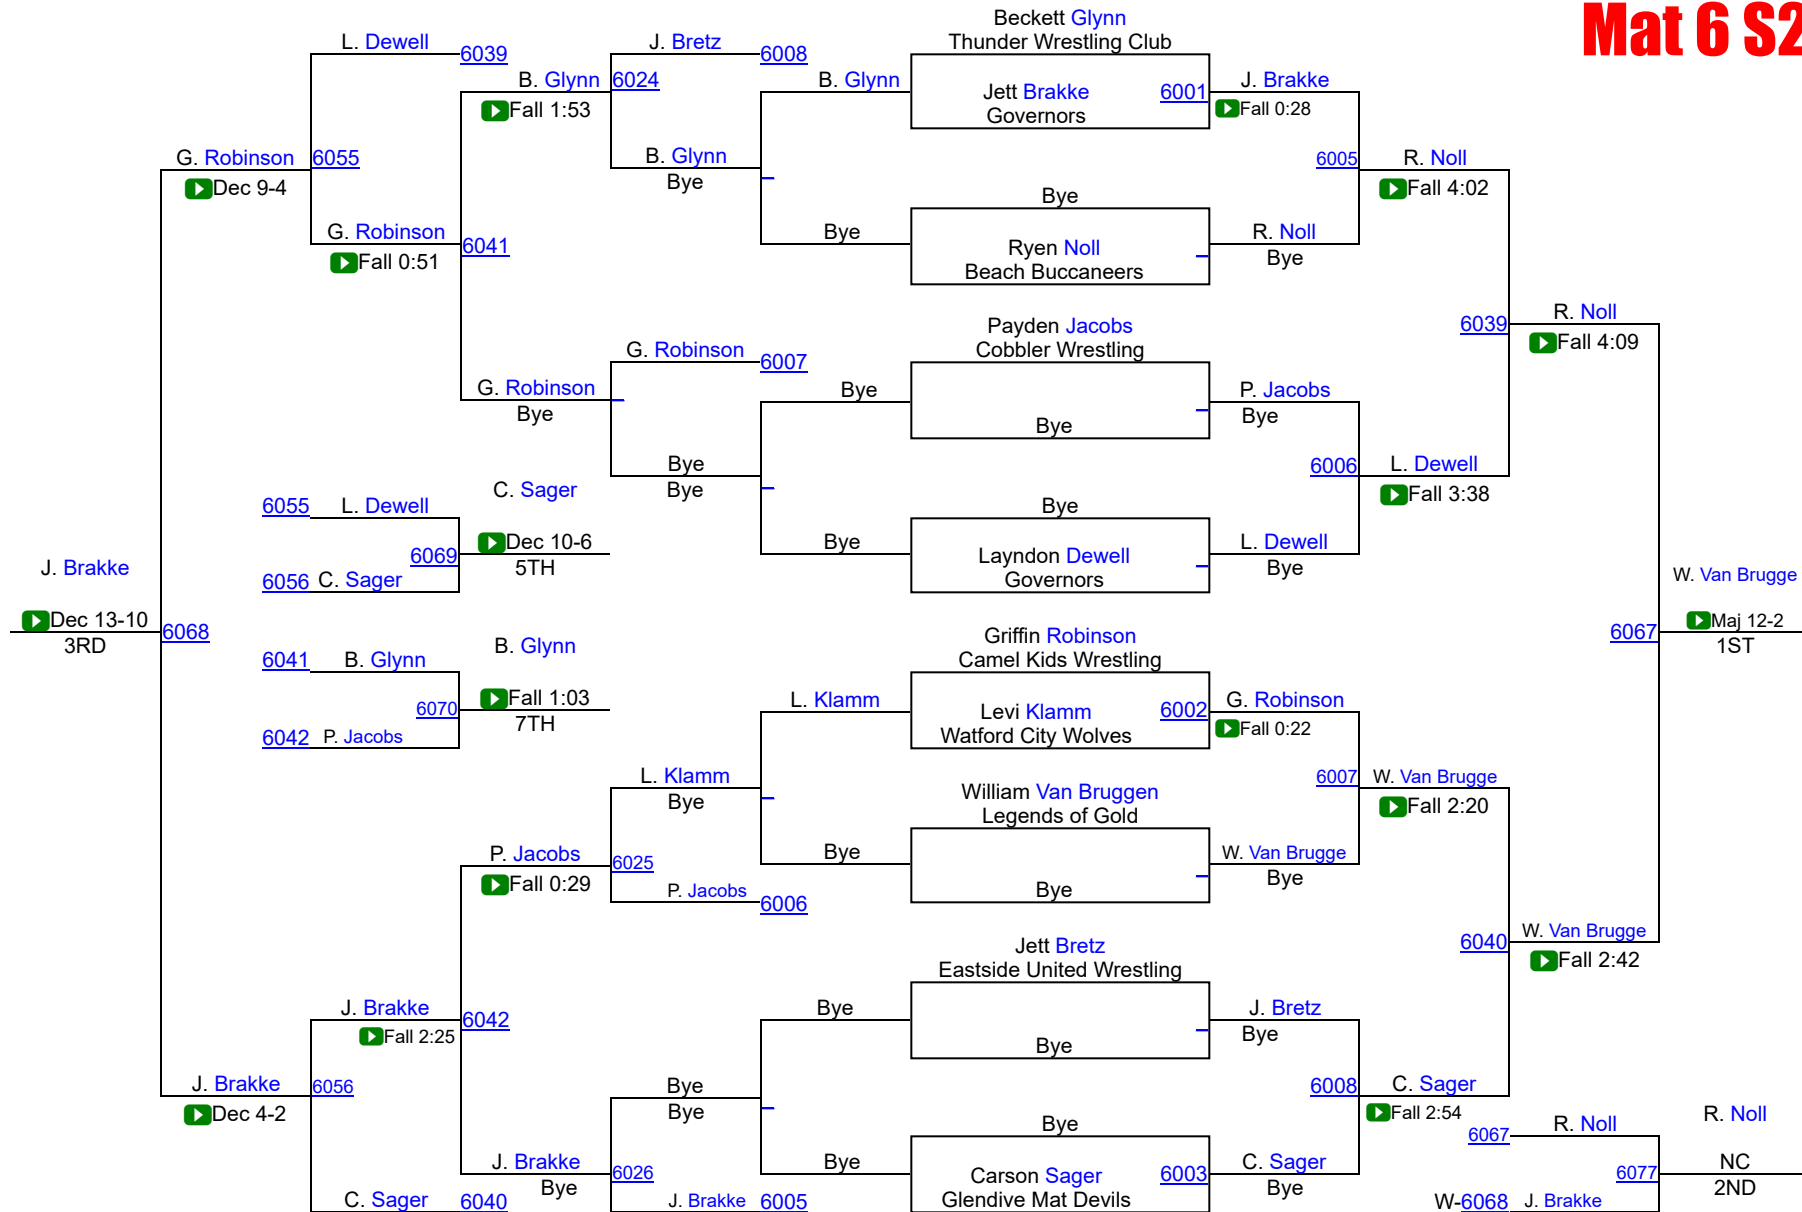 Mat 6 S2
Beckett Glynn
L. Dewell
6039
J. Bretz
6008
Thunder Wrestling Club
B. Glynn
6024
B. Glynn
Jett Brakke
6001
J. Brakke
Fall 1:53
Governors
Fall 0:28
G. Robinson
6055
B. Glynn
6005
R. Noll
Dec 9-4
Bye
Fall 4:02
Bye
G. Robinson
6041
Bye
Ryen Noll
R. Noll
Fall 0:51
Beach Buccaneers
Bye
Payden Jacobs
6039
R. Noll
G. Robinson
6007
Cobbler Wrestling
Fall 4:09
G. Robinson
Bye
P. Jacobs
Bye
Bye
Bye
Bye
6006
L. Dewell
C. Sager
Bye
Fall 3:38
6055
L. Dewell
Bye
6069
Dec 10-6
Bye
Layndon Dewell
L. Dewell
J. Brakke
6056
C. Sager
5TH
Governors
Bye
W. Van Brugge
Dec 13-10
6068
Griffin Robinson
6067
Maj 12-2
3RD
B. Glynn
1ST
6041
B. Glynn
Camel Kids Wrestling
6070
Fall 1:03
L. Klamm
Levi Klamm
6002
G. Robinson
6042
P. Jacobs
7TH
Watford City Wolves
Fall 0:22
L. Klamm
6007
W. Van Brugge
Bye
William Van Bruggen
Fall 2:20
Legends of Gold
P. Jacobs
6025
Bye
W. Van Brugge
Fall 0:29
P. Jacobs
6006
Bye
Bye
Jett Bretz
6040
W. Van Brugge
Eastside United Wrestling
Fall 2:42
J. Brakke
6042
Bye
J. Bretz
Fall 2:25
Bye
Bye
J. Brakke
6056
Bye
6008
C. Sager
Dec 4-2
Bye
Fall 2:54
Bye
6067
R. Noll
R. Noll
J. Brakke
6026
Bye
Carson Sager
6003
C. Sager
6077
NC
Bye
Glendive Mat Devils
Bye
2ND
C. Sager
6040
J. Brakke
6005
W-6068
J. Brakke